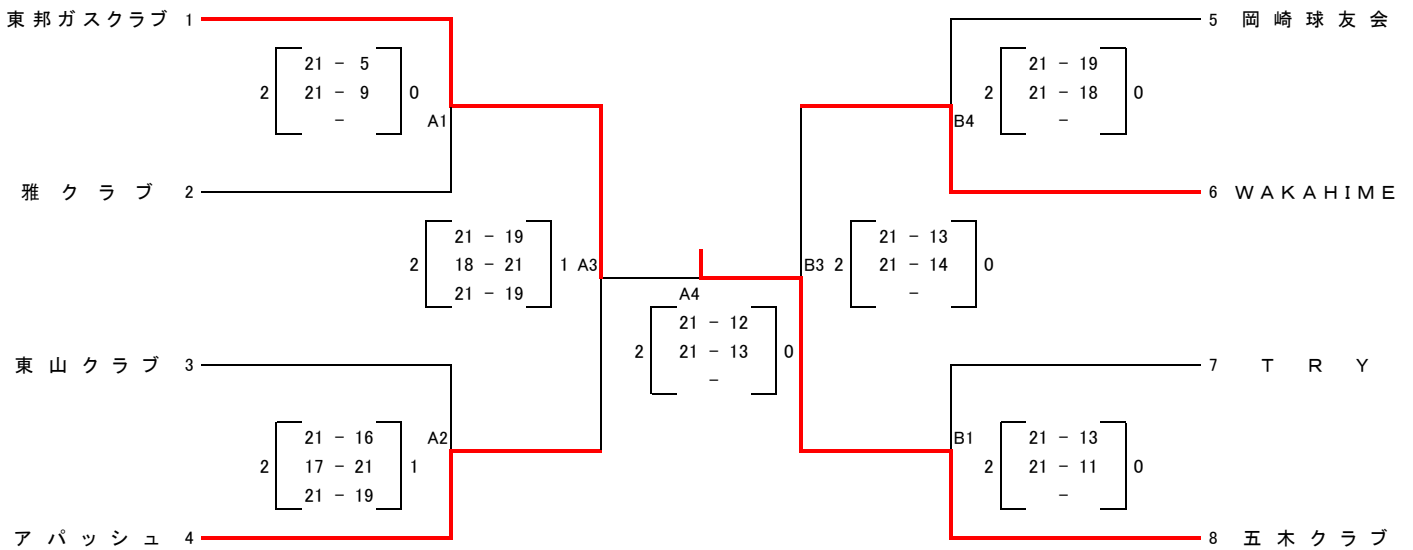 東邦ガスクラブ 1
5 岡崎球友会
21 - 5
2 21 - 9 0
-
A1
21 - 19
2 21 - 18 0
-
B4
雅クラブ 2
6 WAKAHIME
21 - 19
2 18 - 21 1 A3
21 - 19
21 - 13
B3 2 21 - 14 0
-
A4
21 - 12
2 21 - 13 0
-
東山クラブ 3
7 TRY
21 - 16
2 17 - 21 1
21 - 19
A2
B1
21 - 13
2 21 - 11 0
-
アパッシュ 4
8 五木クラブ